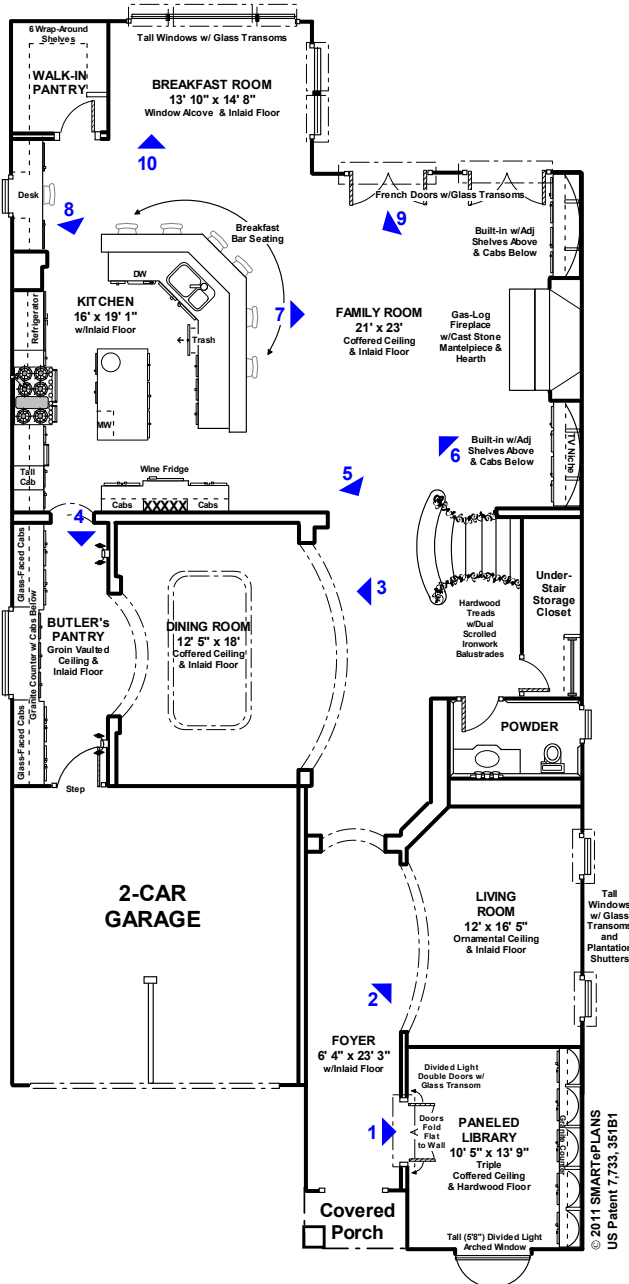 6 Wrap-Around
Shelves
WALK-IN
PANTRY
Tall Windows w/ Glass Transoms
BREAKFAST ROOM
13' 10" x 14' 8"
Window Alcove & Inlaid Floor
10
Desk
8
9
French Doors w/Glass Transoms
Breakfast
Bar Seating
Built-in w/Adj
Shelves Above
& Cabs Below
DW
Refrigerator
KITCHEN
16' x 19' 1"
w/Inlaid Floor
Trash
7
FAMILY ROOM
21' x 23'
Coffered Ceiling
& Inlaid Floor
Gas-Log
Fireplace
w/Cast Stone
Mantelpiece &
Hearth
MW
6
Built-in w/Adj
Shelves Above
& Cabs Below
TV Niche
Tall
Cab
Wine Fridge
Cabs
Cabs
5
4
Glass-Faced Cabs
Granite Counter w/ Cabs Below
Glass-Faced Cabs
BUTLER's
PANTRY
Groin Vaulted
Ceiling &
Inlaid Floor
DINING ROOM
12' 5" x 18'
Coffered Ceiling
& Inlaid Floor
3
Hardwood
Treads
w/Dual
Scrolled
Ironwork
Balustrades
Under-
Stair
Storage
Closet
POWDER
Step
2-CAR
GARAGE
LIVING
ROOM
12' x 16' 5"
Ornamental Ceiling
& Inlaid Floor
Tall
Windows
w/ Glass
Transoms
and
Plantation
Shutters
2
FOYER
6' 4" x 23' 3"
w/Inlaid Floor
Divided Light
Double Doors w/
Glass Transom
1
Doors
Fold
Flat
to Wall
PANELED
LIBRARY
10' 5" x 13' 9"
Triple
Coffered Ceiling
& Hardwood Floor
Granite Counter
Covered
Porch
Tall (5'8") Divided Light
Arched Window
© 2011 SMARTePLANS
US Patent 7,733, 351B1